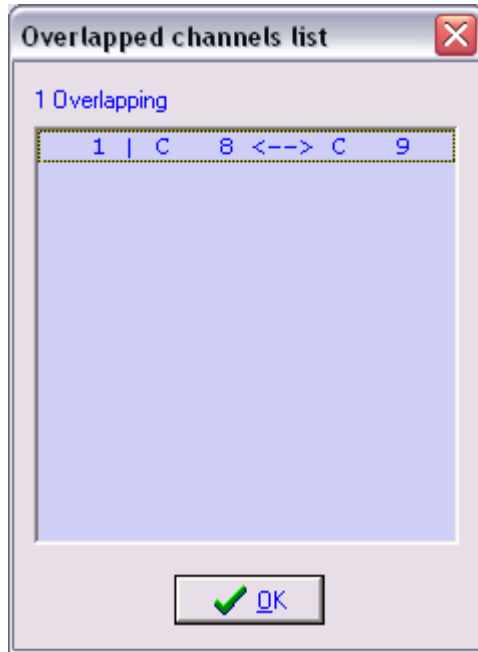 Overlapped channels list
1 Overlapping
1 | C 8 <--> C 9
OK